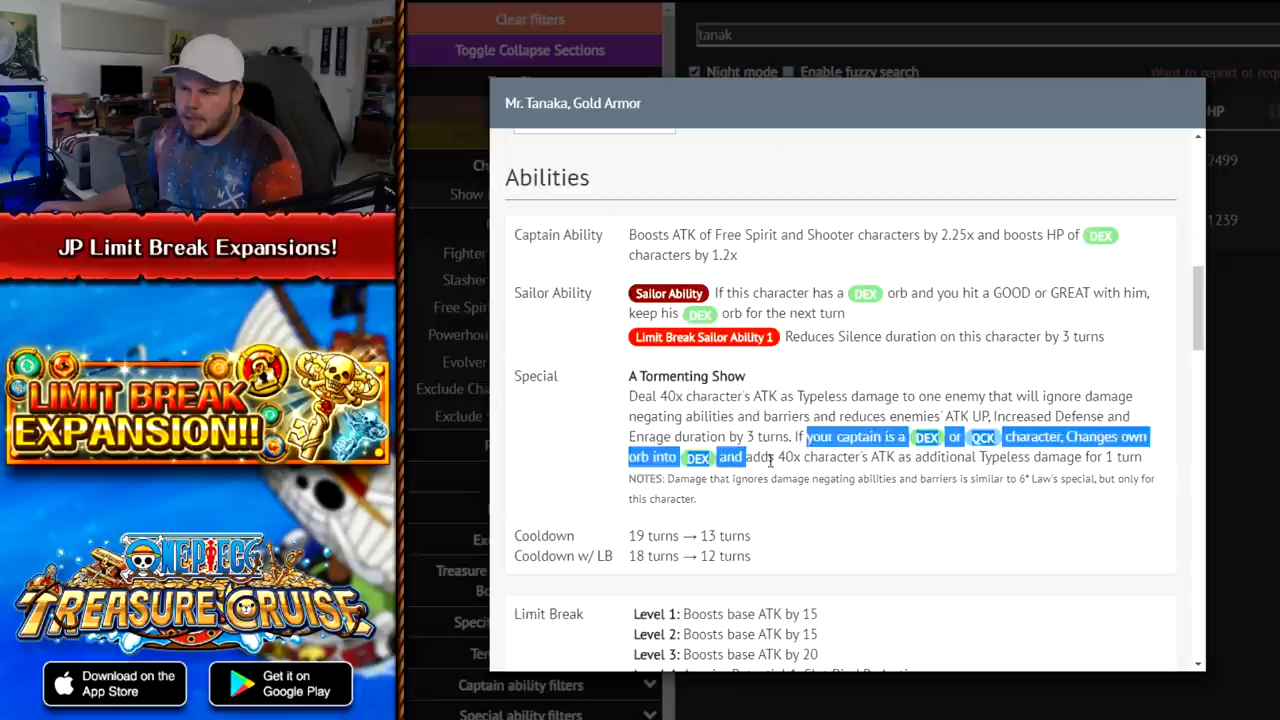 JP Limit Break Expansions!
LIMIT BREAK
EXPANSION!!
ONE PIECE
TREASURE CRUISE
Download on the
App Store
Get it on
Google Play
Clear filters
Toggle Collapse Sections
Show
Fighter
Slasher
Free Spi
Powerhou
Evolver
Exclude Cha
Exclude
Treasure
Captain ability filters
Special ability filters
tanak
Night mode Enable fuzzy search
Want to report or req
HP
2499
1239
Mr. Tanaka, Gold Armor
Abilities
Captain Ability
Boosts ATK of Free Spirit and Shooter characters by 2.25x and boosts HP of DEX
characters by 1.2x
Sailor Ability
Sailor Ability If this character has a DEX orb and you hit a GOOD or GREAT with him,
keep his DEX orb for the next turn
Limit Break Sailor Ability 1 Reduces Silence duration on this character by 3 turns
Special
A Tormenting Show
Deal 40x character's ATK as Typeless damage to one enemy that will ignore damage
negating abilities and barriers and reduces enemies' ATK UP, Increased Defense and
Enrage duration by 3 turns. If your captain is a DEX or QCK character, Changes own
orb into DEX and adds 40x character's ATK as additional Typeless damage for 1 turn
NOTES: Damage that ignores damage negating abilities and barriers is similar to 6* Law's special, but only for
this character.
Cooldown
19 turns → 13 turns
Cooldown w/ LB
18 turns → 12 turns
Limit Break
Level 1: Boosts base ATK by 15
Level 2: Boosts base ATK by 15
Level 3: Boosts base ATK by 20